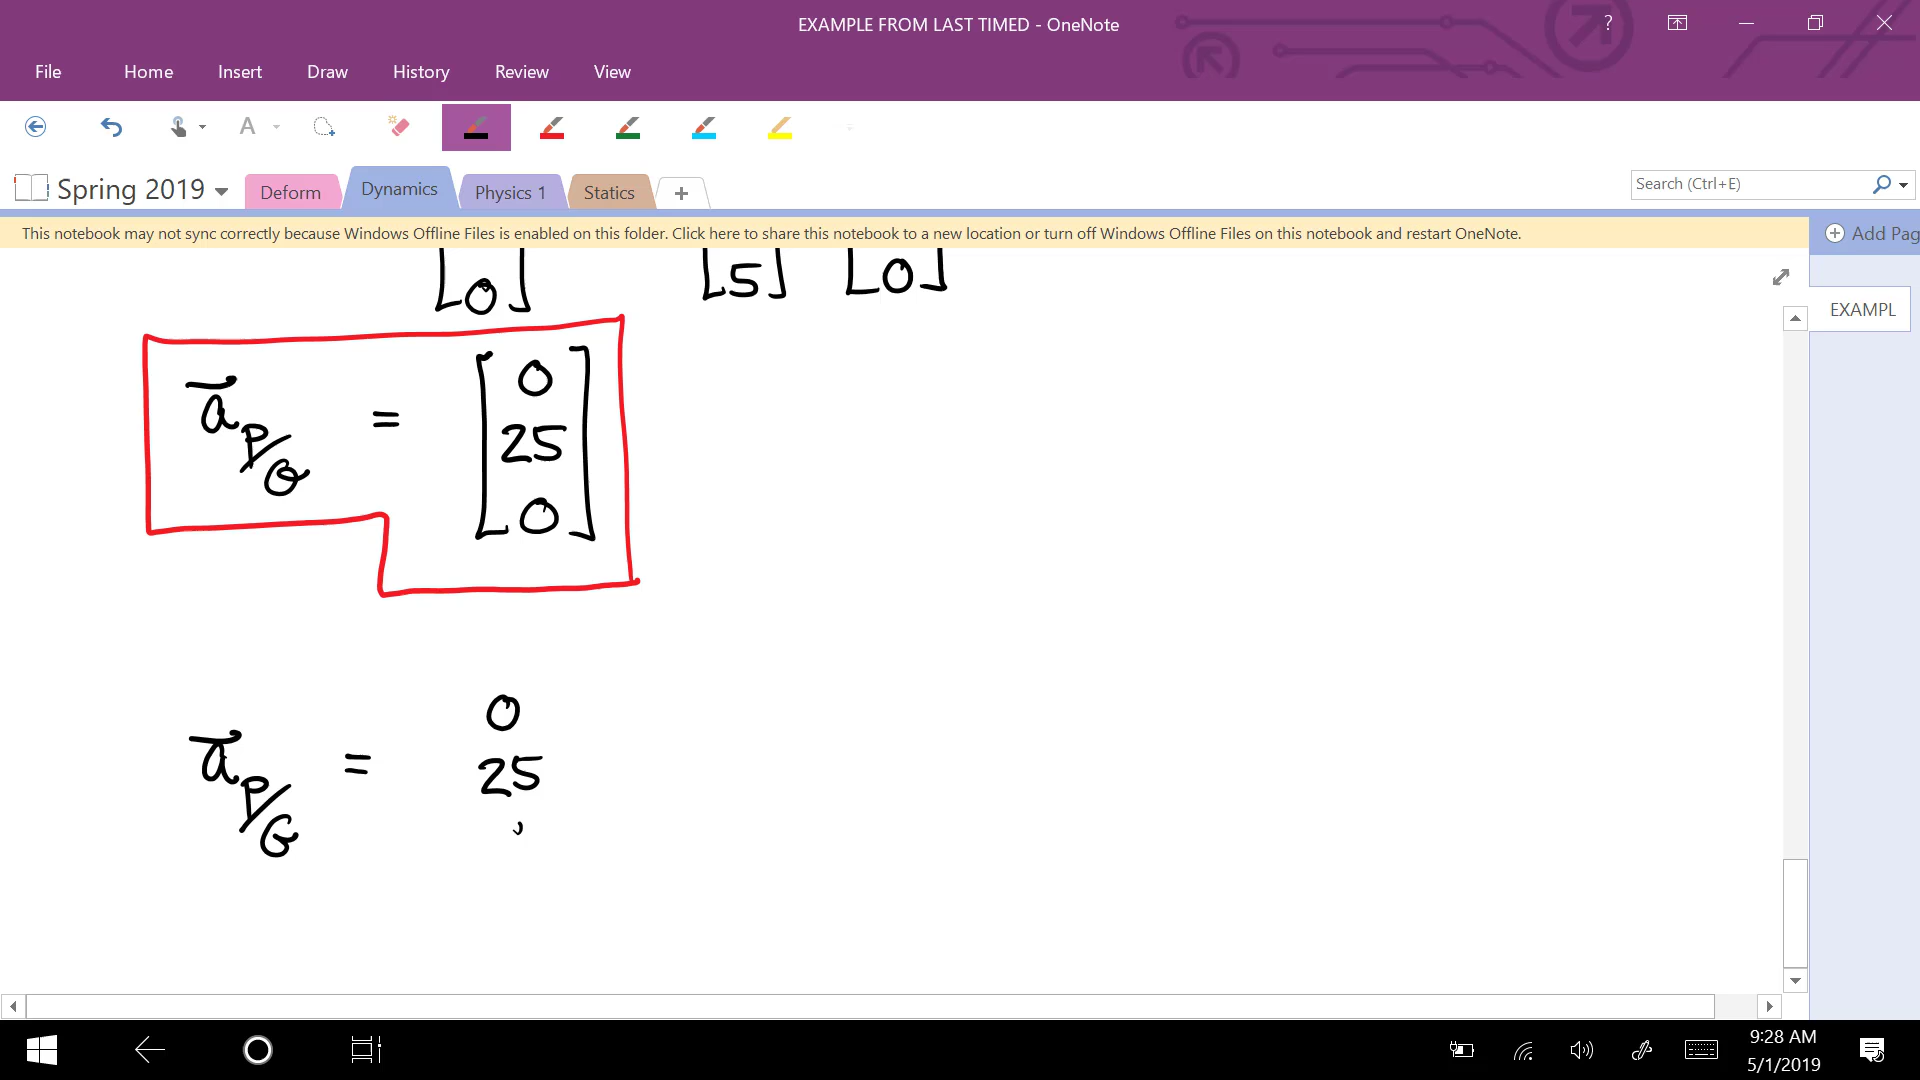 EXAMPLE FROM LAST TIMED - OneNote
?
File Home Insert Draw History Review View
A
Spring 2019 Deform Dynamics Physics 1 Statics +
Search (Ctrl+E)
This notebook may not sync correctly because Windows Offline Files is enabled on this folder. Click here to share this notebook to a new location or turn off Windows Offline Files on this notebook and restart OneNote.
Add Pag
EXAMPL
0 5 0
a̅ P/O = [0
25
0]
a̅ P/G = 0
25
9:28 AM
5/1/2019